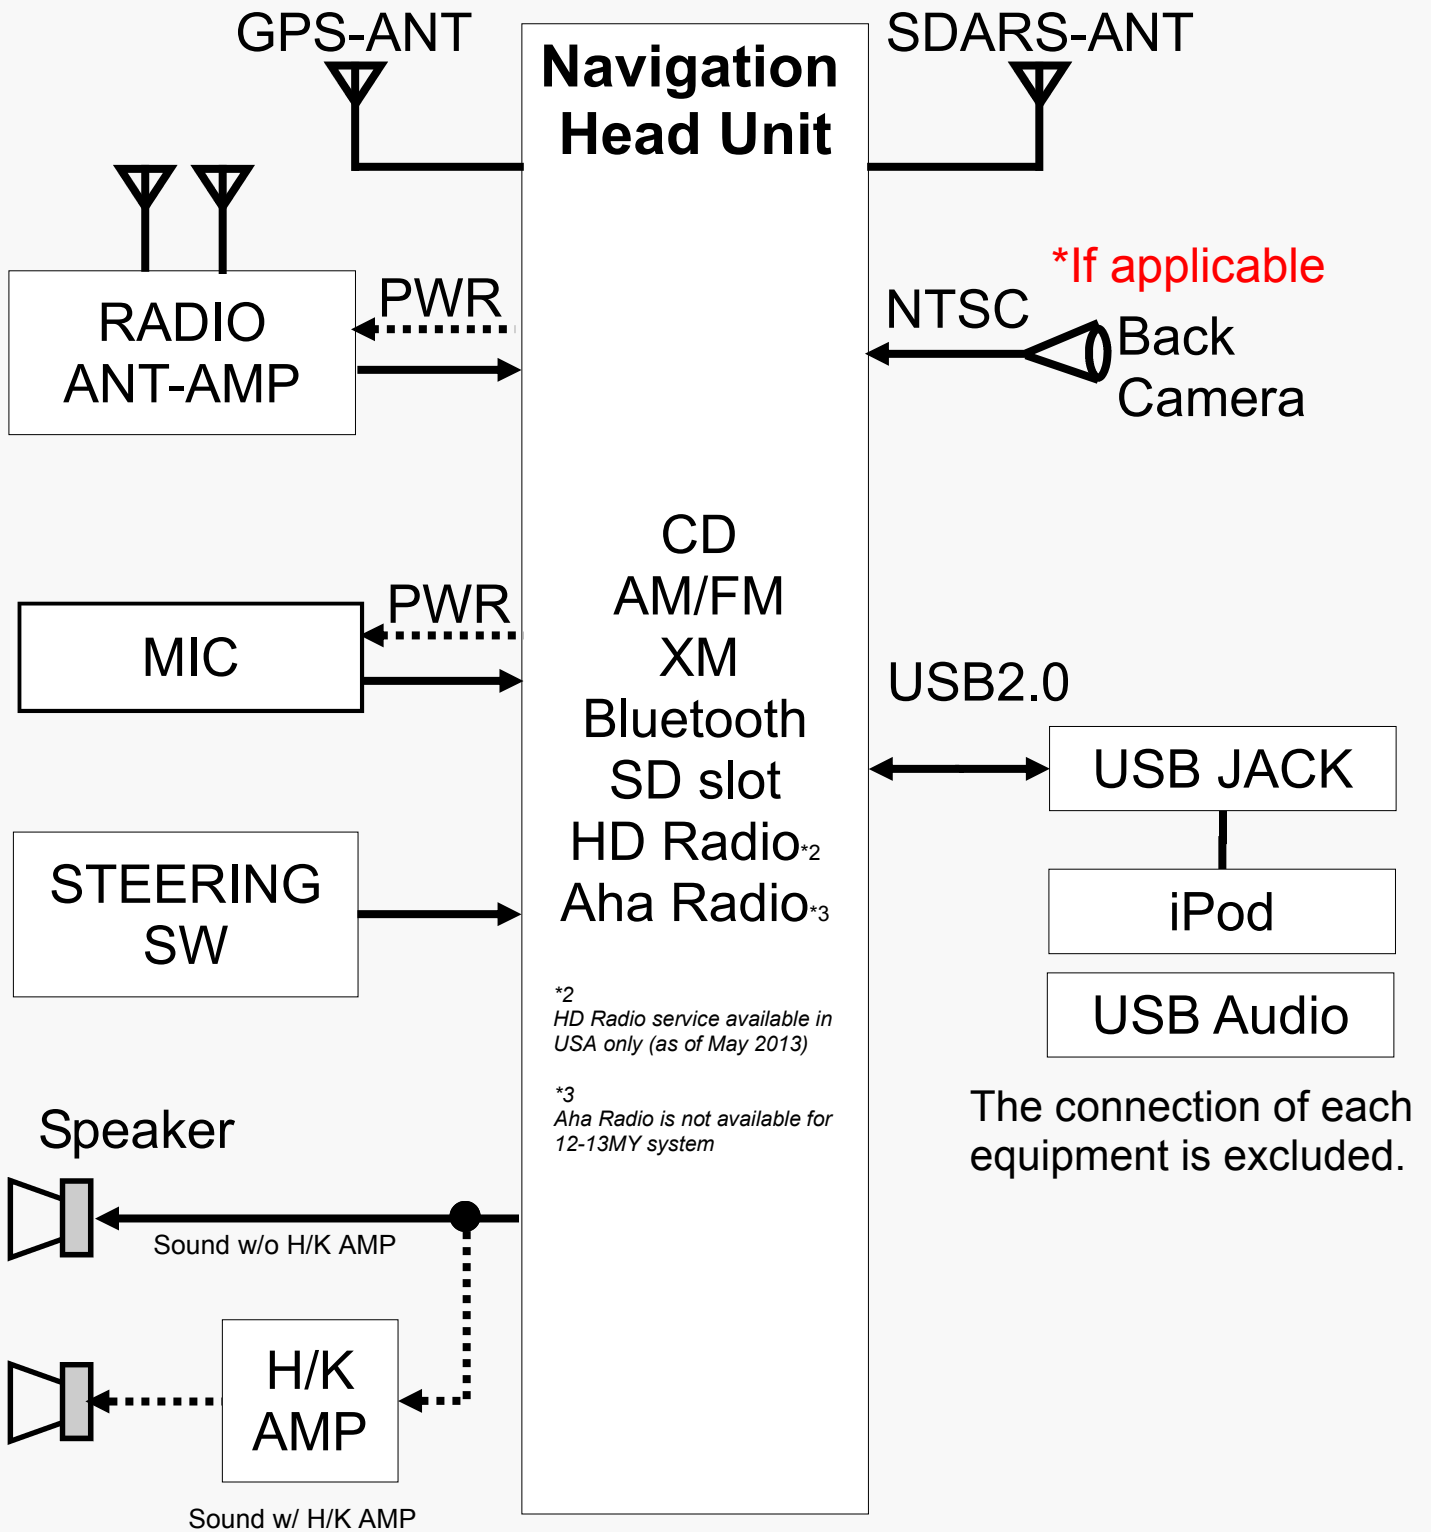 GPS-ANT
SDARS-ANT
Navigation
Head Unit
*If applicable
PWR
NTSC
RADIO
ANT-AMP
Back
Camera
CD
AM/FM
XM
Bluetooth
SD slot
HD Radio*2
Aha Radio*3
PWR
MIC
USB2.0
USB JACK
STEERING
SW
iPod
USB Audio
*2
HD Radio service available in
USA only (as of May 2013)
*3
Aha Radio is not available for
12-13MY system
The connection of each
equipment is excluded.
Speaker
Sound w/o H/K AMP
H/K
AMP
Sound w/ H/K AMP